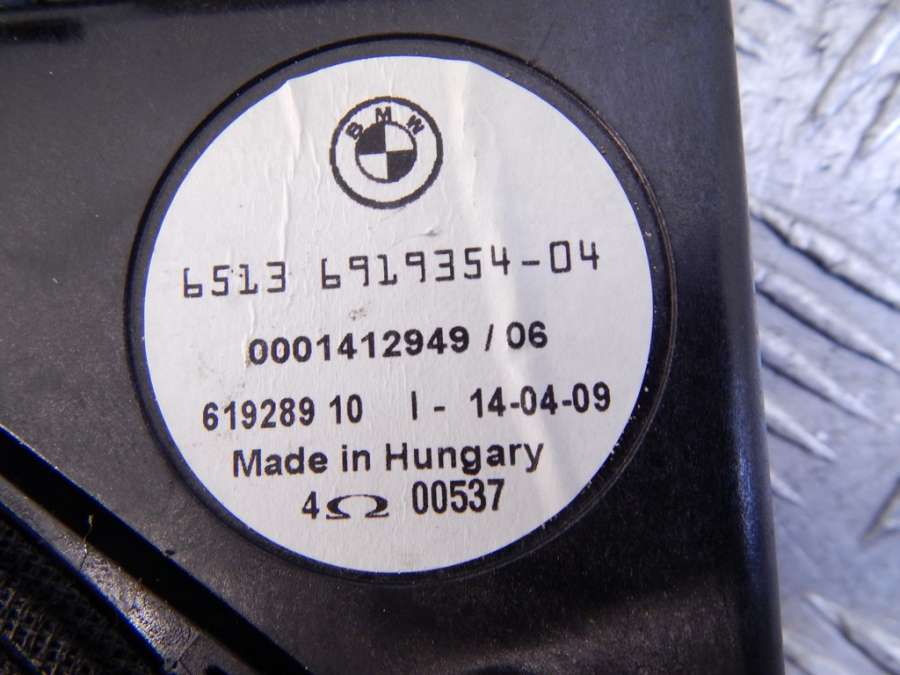 BMW
6513 6919354-04
0001412949 / 06
619289 10 I - 14-04-09
Made in Hungary
4Ω 00537